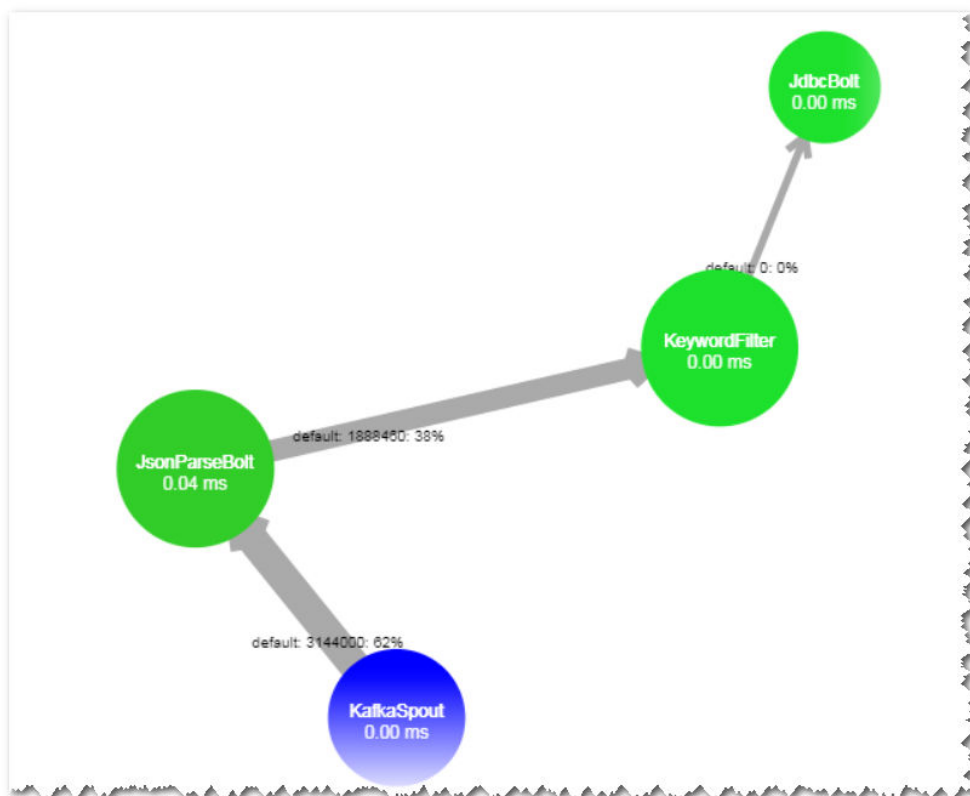 JdbcBolt
0.00 ms
default: 0: 0%
KeywordFilter
0.00 ms
default: 1888460: 38%
JsonParseBolt
0.04 ms
default: 3144000: 62%
KafkaSpout
0.00 ms